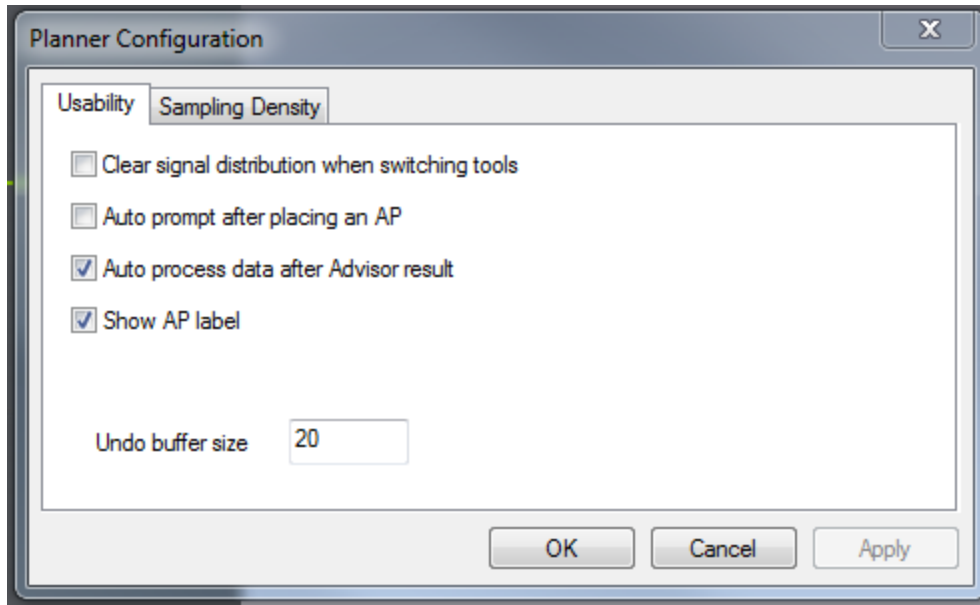 Planner Configuration
Usability
Sampling Density
Clear signal distribution when switching tools
Auto prompt after placing an AP
Auto process data after Advisor result
Show AP label
Undo buffer size 20
OK Cancel Apply